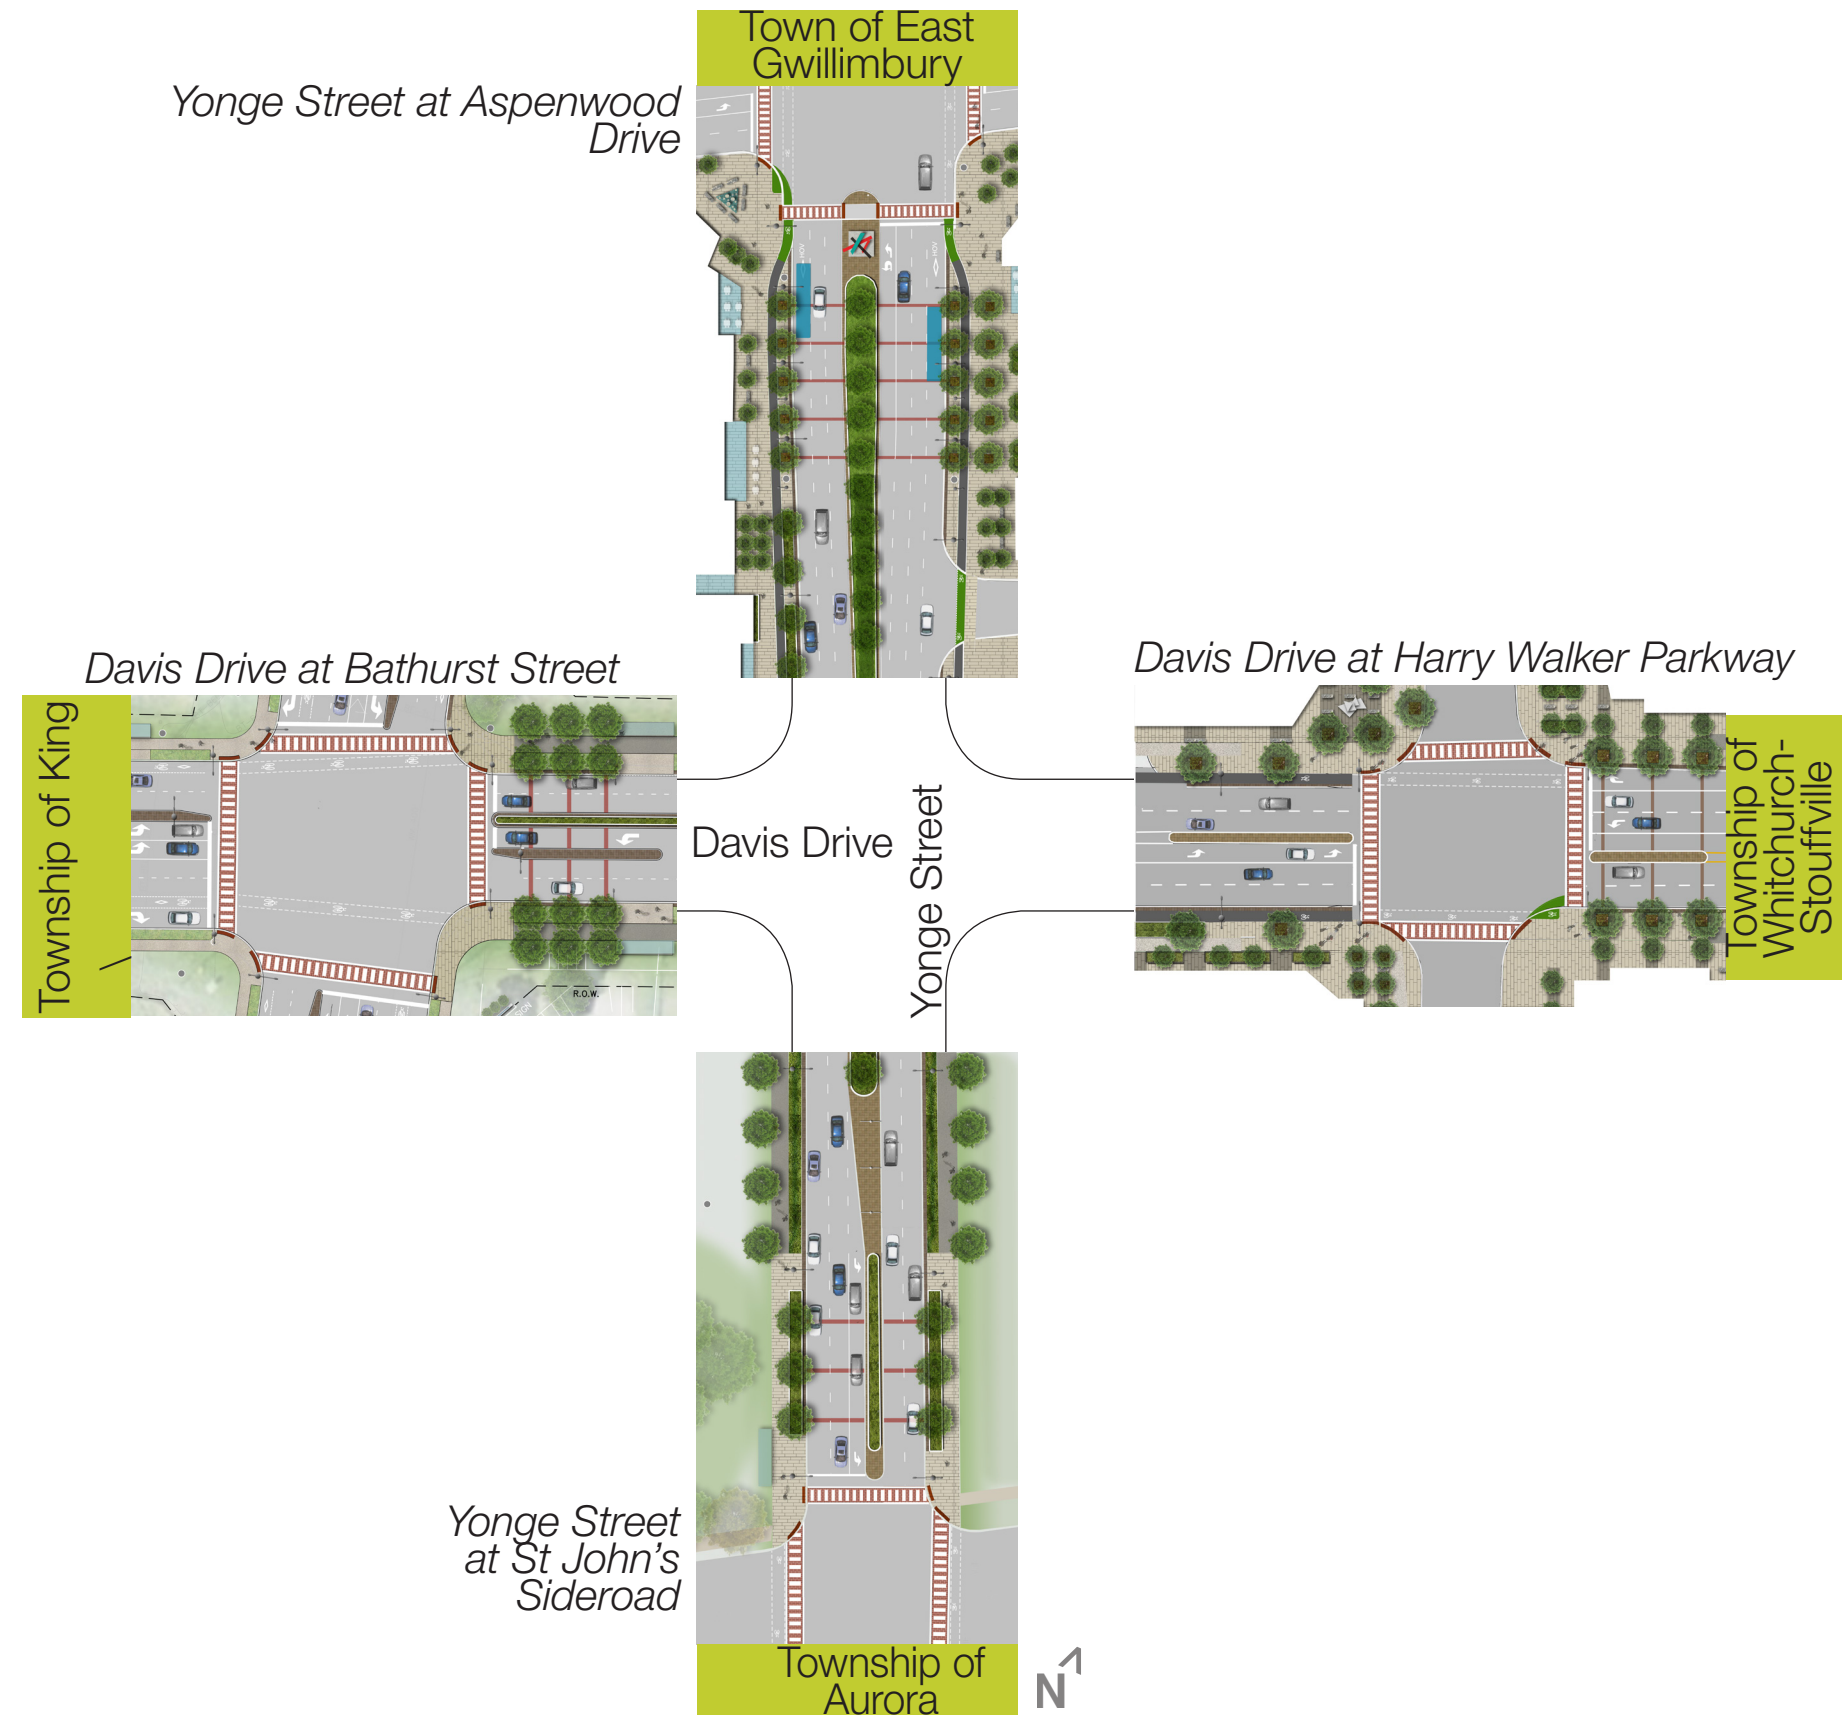 Town of East
Gwillimbury
Yonge Street at Aspenwood
Drive
HOV
HOV
Davis Drive at Bathurst Street
Davis Drive at Harry Walker Parkway
Township of King
Township of
Whitchurch-
Stouffville
Davis Drive
Yonge Street
R.O.W.
Yonge Street
at St John’s
Sideroad
Township of
Aurora
N